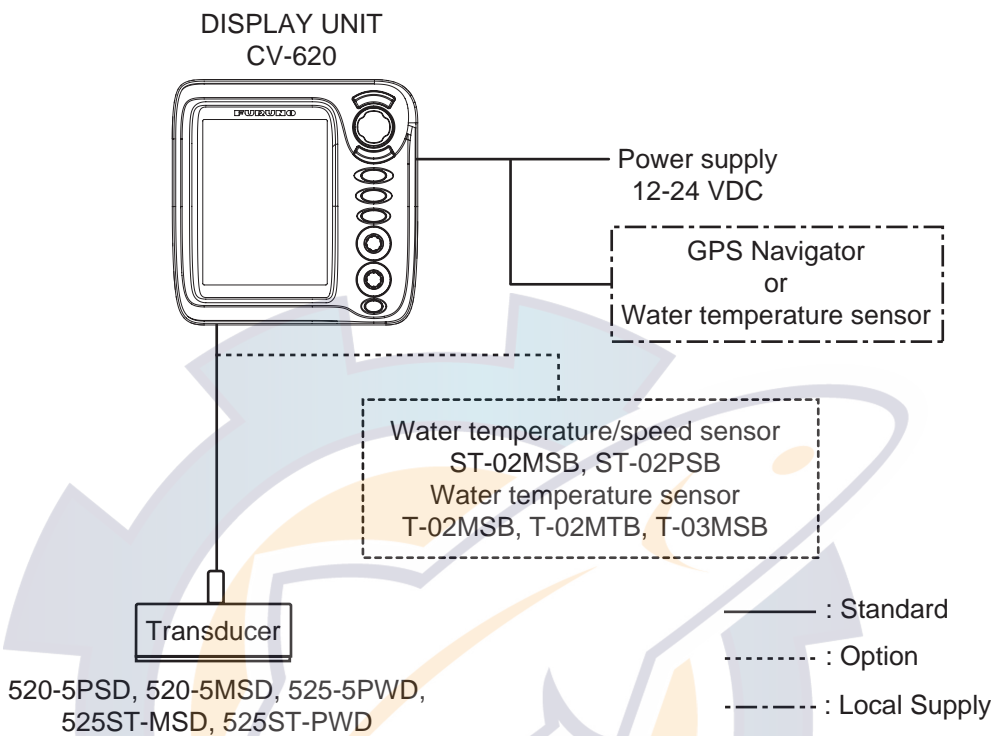 DISPLAY UNIT
CV-620
FURUNO
Power supply
12-24 VDC
GPS Navigator
or
Water temperature sensor
Water temperature/speed sensor
ST-02MSB, ST-02PSB
Water temperature sensor
T-02MSB, T-02MTB, T-03MSB
Transducer
520-5PSD, 520-5MSD, 525-5PWD,
525ST-MSD, 525ST-PWD
: Standard
: Option
: Local Supply